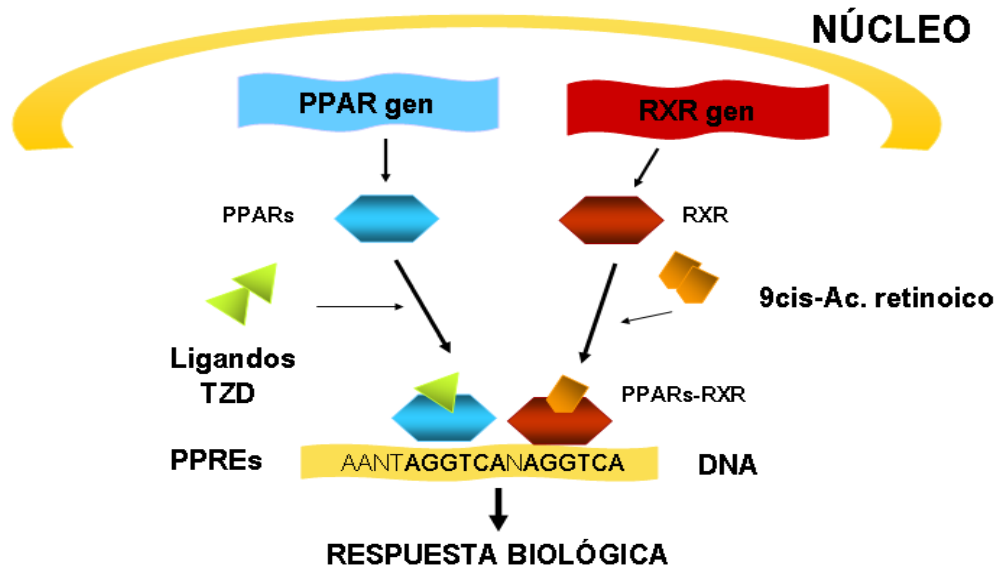 NÚCLEO
PPAR gen
RXR gen
PPARs
RXR
9cis-Ac. retinoico
Ligandos
TZD
PPARs-RXR
PPREs
AANTAGGTCANAGGTCA
DNA
RESPUESTA BIOLÓGICA